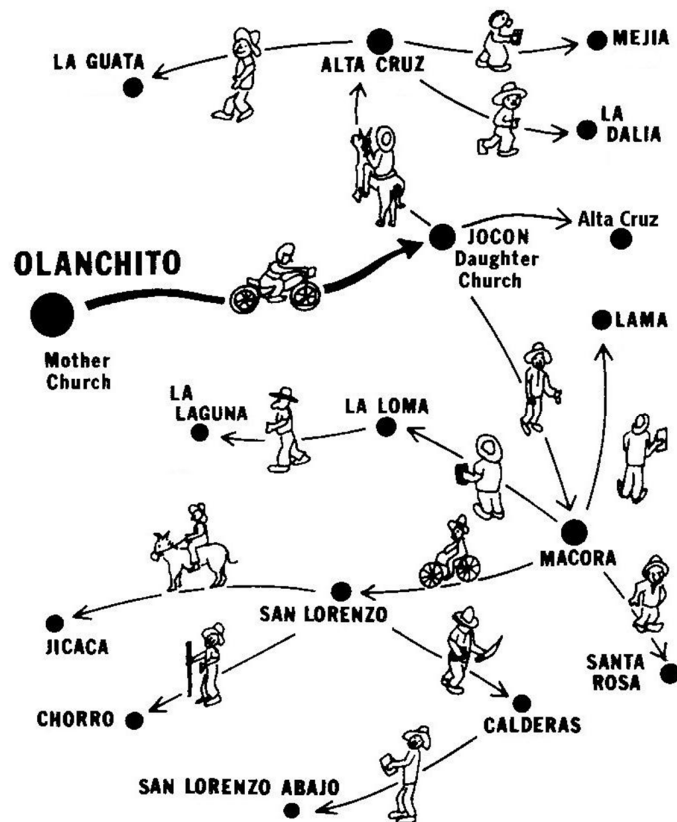 LA GUATA
ALTA CRUZ
MEJIA
LA
DALIA
Alta Cruz
JOCON
Daughter
Church
OLANCHITO
Mother
Church
LAMA
LA
LAGUNA
LA LOMA
MACORA
SAN LORENZO
JICACA
SANTA
ROSA
CHORRO
CALDERAS
SAN LORENZO ABAJO